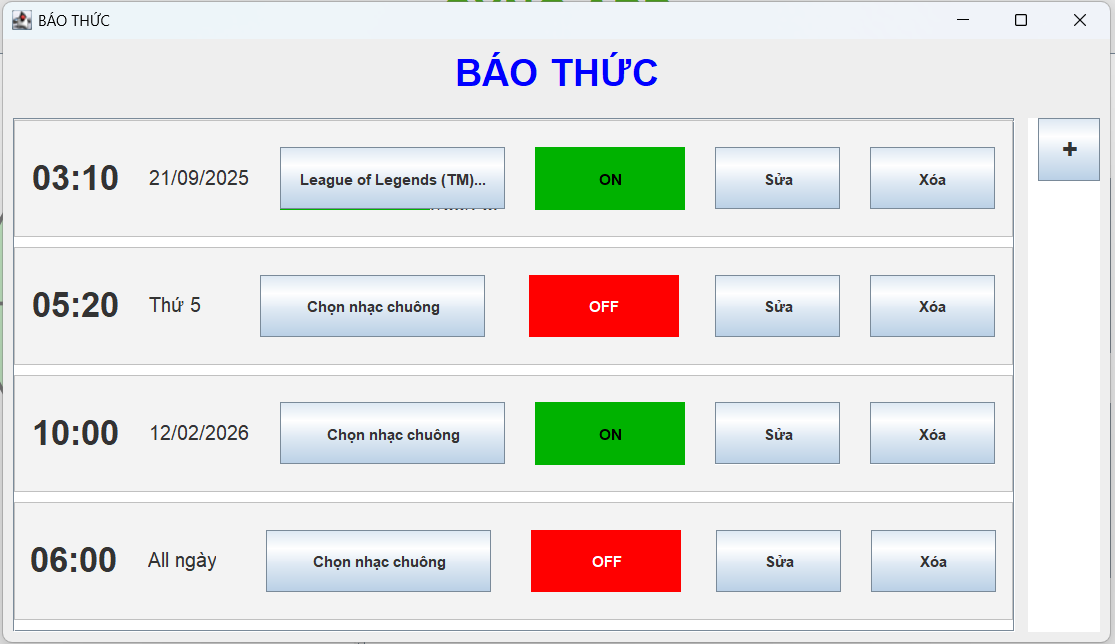 BÁO THỨC
BÁO THỨC
+
03:10 21/09/2025 League of Legends (TM)... ON Sửa Xóa
05:20 Thứ 5 Chọn nhạc chuông OFF Sửa Xóa
10:00 12/02/2026 Chọn nhạc chuông ON Sửa Xóa
06:00 All ngày Chọn nhạc chuông OFF Sửa Xóa